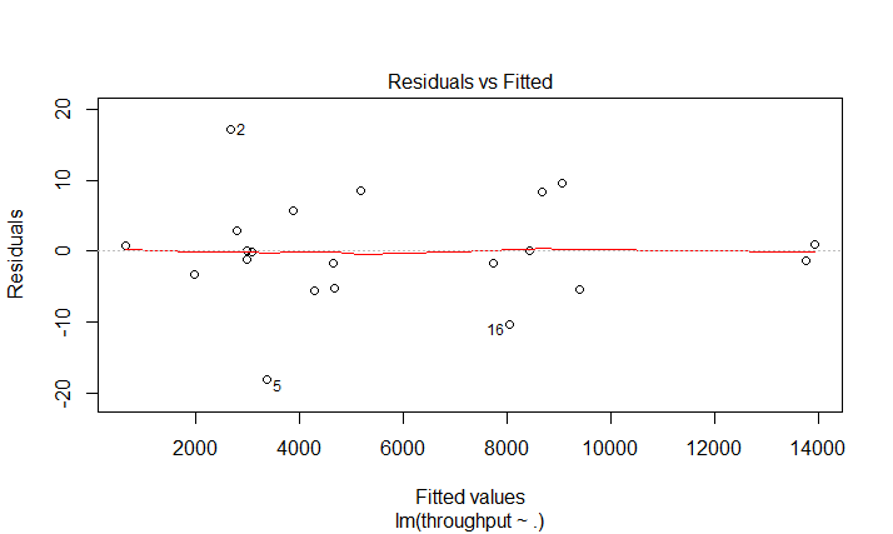 Residuals vs Fitted
Residuals
20
10
0
-10
-20
2
16
5
2000 4000 6000 8000 10000 12000 14000
Fitted values
lm(throughput ~ .)